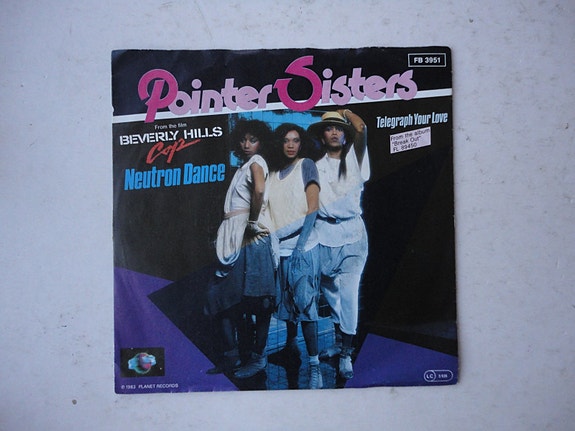 FB 3951
Pointer Sisters
From the film
BEVERLY HILLS
Cop
Neutron Dance
Telegraph Your Love
From the album
"Break Out"
FL 89450
℗ 1983 PLANET RECORDS
LC